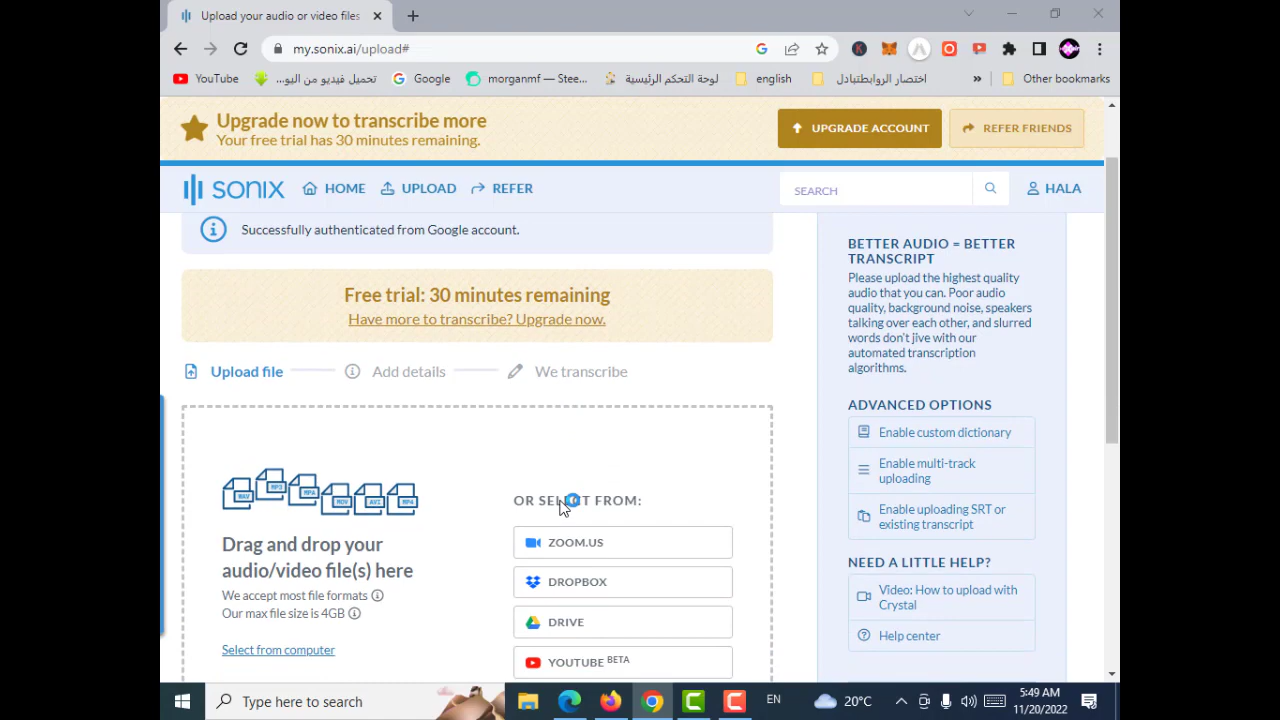 Upload your audio or video files
my.sonix.ai/upload#
YouTube
تحميل فيديو من اليو...
Google
morganmf — Stee...
لوحة التحكم الرئيسية
english
اختصار الروابطتبادل
»
Other bookmarks
Upgrade now to transcribe more
Your free trial has 30 minutes remaining.
UPGRADE ACCOUNT
REFER FRIENDS
sonix
HOME
UPLOAD
REFER
SEARCH
HALA
Successfully authenticated from Google account.
Free trial: 30 minutes remaining
Have more to transcribe? Upgrade now.
Upload file
Add details
We transcribe
WAV
MP3
MP4
MOV
AVI
MP4
Drag and drop your
audio/video file(s) here
We accept most file formats
Our max file size is 4GB
Select from computer
OR SELECT FROM:
ZOOM.US
DROPBOX
DRIVE
YOUTUBE BETA
BETTER AUDIO = BETTER
TRANSCRIPT
Please upload the highest quality
audio that you can. Poor audio
quality, background noise, speakers
talking over each other, and slurred
words don't jive with our
automated transcription
algorithms.
ADVANCED OPTIONS
Enable custom dictionary
Enable multi-track
uploading
Enable uploading SRT or
existing transcript
NEED A LITTLE HELP?
Video: How to upload with
Crystal
Help center
Type here to search
EN
20°C
5:49 AM
11/20/2022